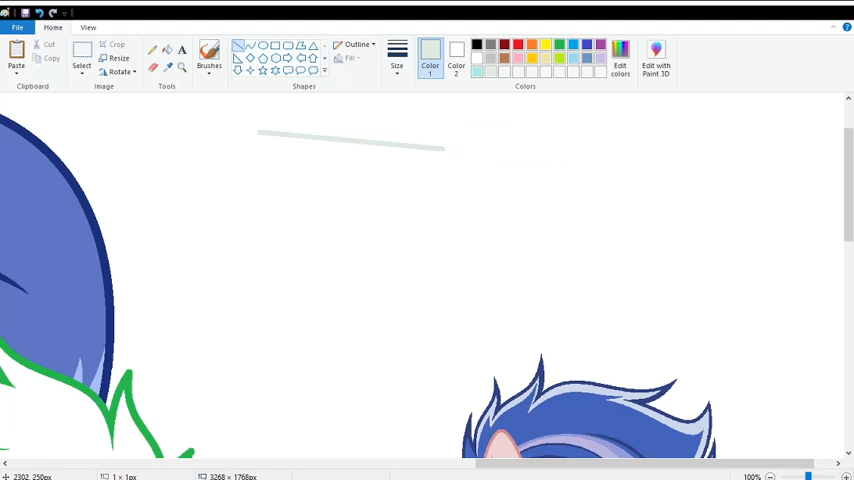 File Home View
Paste
Cut
Copy
Clipboard
Select
Crop
Resize
Rotate
Image
A
Tools
Brushes
Outline
Fill
Shapes
Size
Color
1
Color
2
Edit
colors
Edit with
Paint 3D
Colors
2302, 250px
1 × 1px
3268 × 1768px
100%